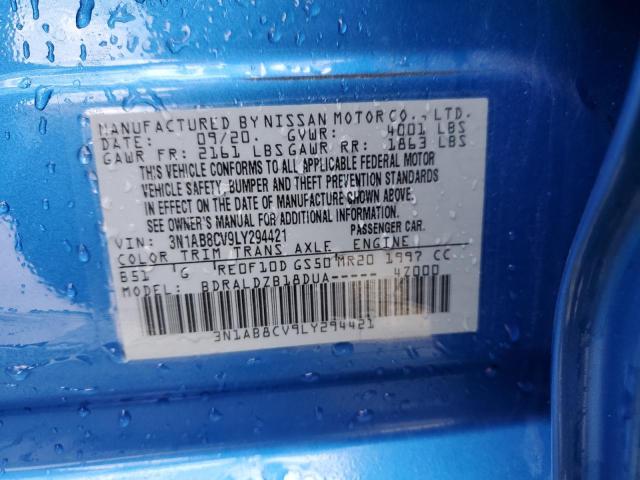 MANUFACTURED BY NISSAN MOTOR CO., LTD.
DATE: 09/20. GVWR: 4001 LBS
GAWR FR: 2161 LBS GAWR RR: 1863 LBS
THIS VEHICLE CONFORMS TO ALL APPLICABLE FEDERAL MOTOR
VEHICLE SAFETY, BUMPER AND THEFT PREVENTION STANDARDS
IN EFFECT ON THE DATE OF MANUFACTURE SHOWN ABOVE.
SEE OWNER'S MANUAL FOR ADDITIONAL INFORMATION.
VIN: 3N1AB8CV9LY294421 PASSENGER CAR.
COLOR TRIM TRANS AXLE ENGINE
B51 G RE0F10D GS50 MR20 1997 CC
MODEL: BDRALDZB18DUA----- 47000
3N1AB8CV9LY294421